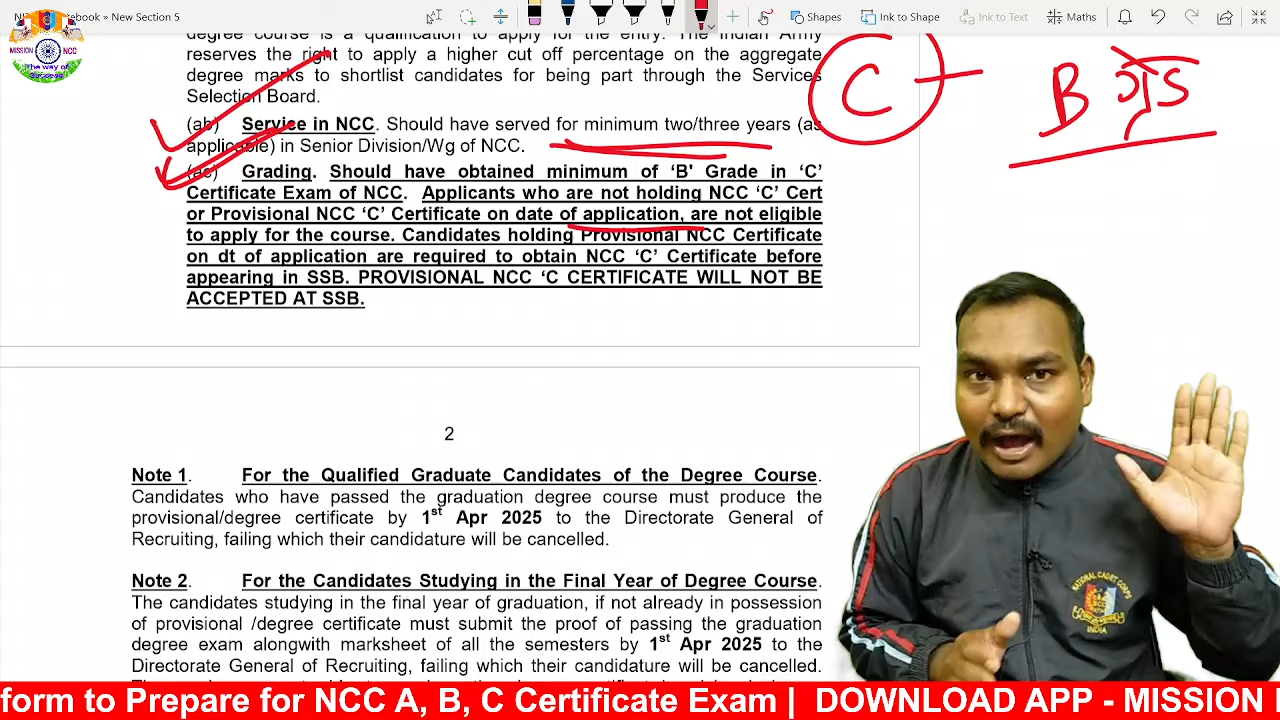 ebook » New Section 5
Shapes
Ink to Shape
Ink to Text
Maths
MISSION NCC
The way of
Success
degree course is a qualification to apply for the entry. The Indian Army
reserves the right to apply a higher cut off percentage on the aggregate
degree marks to shortlist candidates for being part through the Services
Selection Board.
(ab) Service in NCC. Should have served for minimum two/three years (as
applicable) in Senior Division/Wg of NCC.
(ac) Grading. Should have obtained minimum of ‘B' Grade in ‘C’
Certificate Exam of NCC. Applicants who are not holding NCC ‘C’ Cert
or Provisional NCC ‘C’ Certificate on date of application, are not eligible
to apply for the course. Candidates holding Provisional NCC Certificate
on dt of application are required to obtain NCC ‘C’ Certificate before
appearing in SSB. PROVISIONAL NCC ‘C CERTIFICATE WILL NOT BE
ACCEPTED AT SSB.
C
B
2
Note 1. For the Qualified Graduate Candidates of the Degree Course.
Candidates who have passed the graduation degree course must produce the
provisional/degree certificate by 1st Apr 2025 to the Directorate General of
Recruiting, failing which their candidature will be cancelled.
Note 2. For the Candidates Studying in the Final Year of Degree Course.
The candidates studying in the final year of graduation, if not already in possession
of provisional /degree certificate must submit the proof of passing the graduation
degree exam alongwith marksheet of all the semesters by 1st Apr 2025 to the
Directorate General of Recruiting, failing which their candidature will be cancelled.
NATIONAL CADET CORPS
INDIA
form to Prepare for NCC A, B, C Certificate Exam | DOWNLOAD APP - MISSION